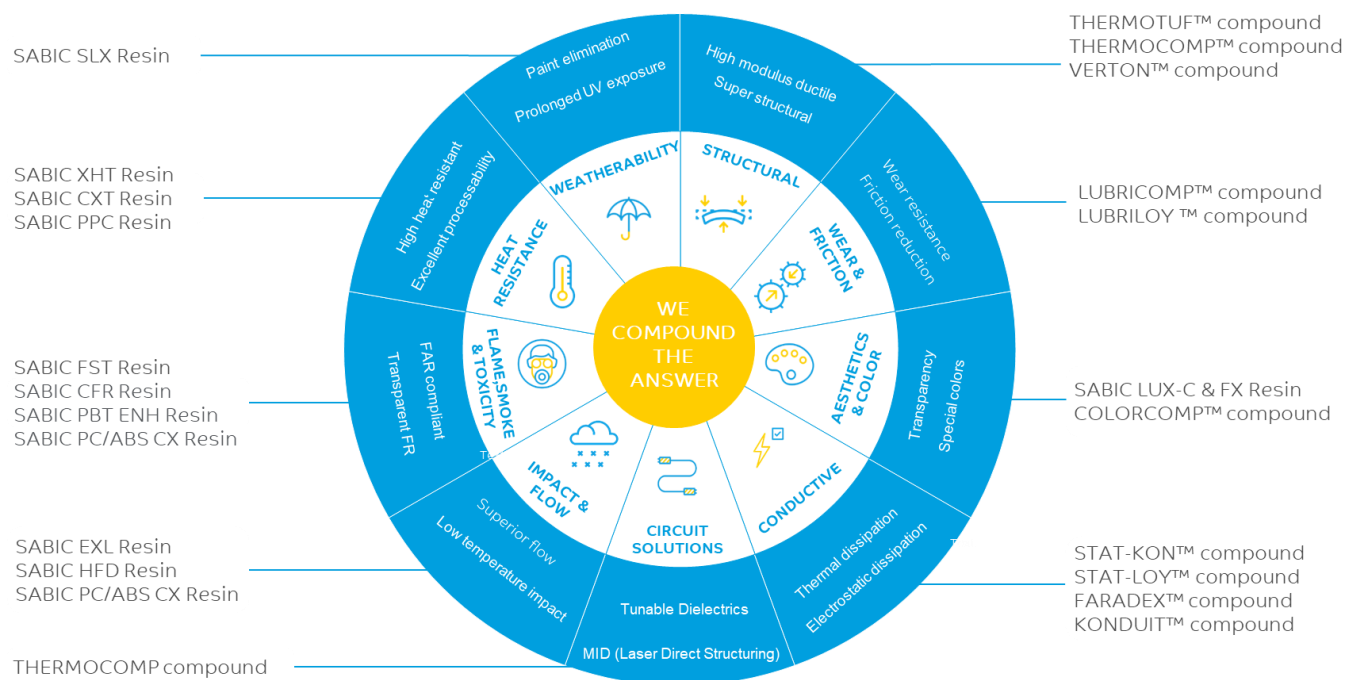 SABIC SLX Resin
Paint elimination
Prolonged UV exposure
WEATHERABILITY
THERMOTUF™ compound
THERMOCOMP™ compound
VERTON™ compound
High modulus ductile
Super structural
STRUCTURAL
LUBRICOMP™ compound
LUBRILOY ™ compound
Wear resistance
Friction reduction
WEAR &
FRICTION
SABIC LUX-C & FX Resin
COLORCOMP™ compound
Transparency
Special colors
AESTHETICS
& COLOR
STAT-KON™ compound
STAT-LOY™ compound
FARADEX™ compound
KONDUIT™ compound
Thermal dissipation
Electrostatic dissipation
CONDUCTIVE
THERMOCOMP compound
CIRCUIT
SOLUTIONS
Tunable Dielectrics
MID (Laser Direct Structuring)
SABIC EXL Resin
SABIC HFD Resin
SABIC PC/ABS CX Resin
IMPACT &
FLOW
Superior flow
Low temperature impact
SABIC FST Resin
SABIC CFR Resin
SABIC PBT ENH Resin
SABIC PC/ABS CX Resin
FLAME,SMOKE
& TOXICITY
FAR compliant
Transparent FR
SABIC XHT Resin
SABIC CXT Resin
SABIC PPC Resin
High heat resistant
Excellent processability
HEAT
RESISTANCE
WE
COMPOUND
THE
ANSWER